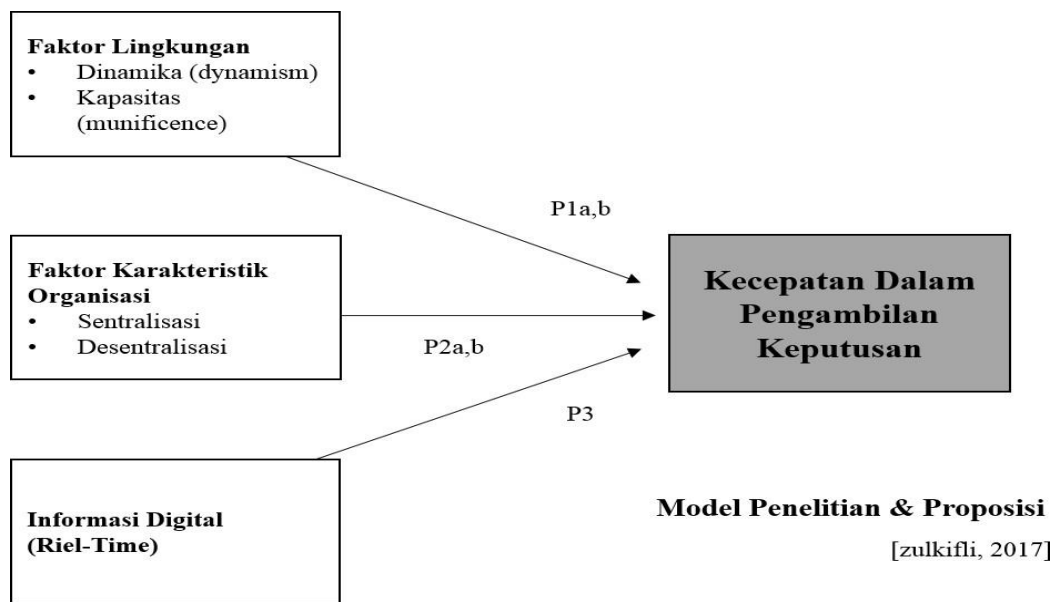 Faktor Lingkungan
• Dinamika (dynamism)
• Kapasitas
(munificence)
P1a,b
Faktor Karakteristik
Organisasi
• Sentralisasi
• Desentralisasi
P2a,b
Kecepatan Dalam
Pengambilan
Keputusan
P3
Informasi Digital
(Riel-Time)
Model Penelitian & Proposisi
[zulkifli, 2017]